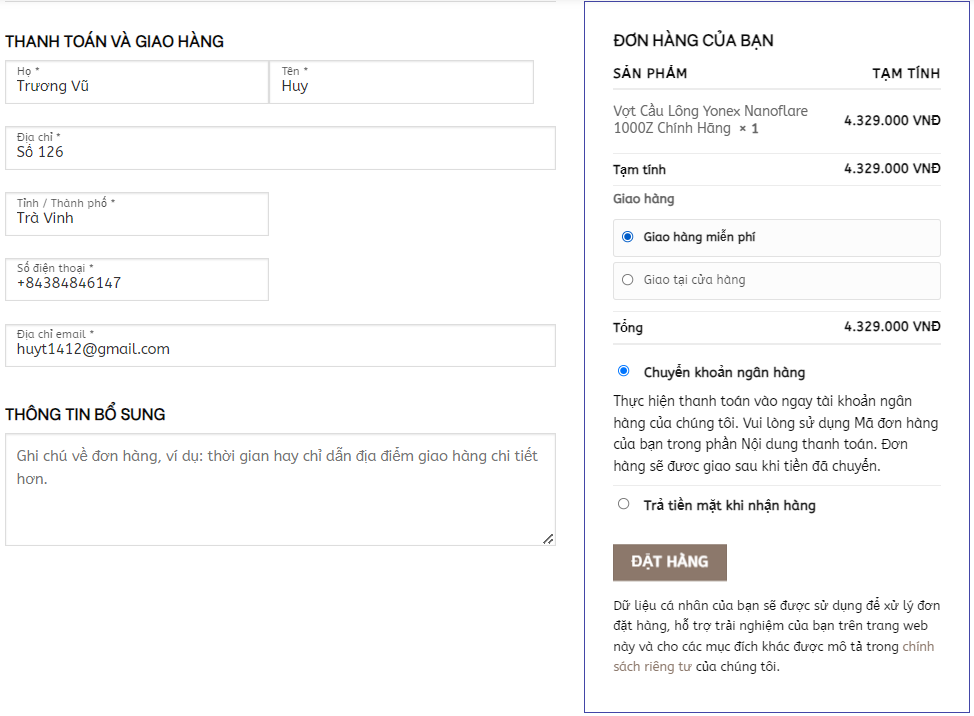 THANH TOÁN VÀ GIAO HÀNG
Họ *
Trương Vũ
Tên *
Huy
Địa chỉ *
Số 126
Tỉnh / Thành phố *
Trà Vinh
Số điện thoại *
+84384846147
Địa chỉ email *
huyt1412@gmail.com
THÔNG TIN BỔ SUNG
Ghi chú về đơn hàng, ví dụ: thời gian hay chỉ dẫn địa điểm giao hàng chi tiết
hơn.
ĐƠN HÀNG CỦA BẠN
SẢN PHẨM TẠM TÍNH
Vợt Cầu Lông Yonex Nanoflare
1000Z Chính Hãng × 1 4.329.000 VNĐ
Tạm tính 4.329.000 VNĐ
Giao hàng
Giao hàng miễn phí
Giao tại cửa hàng
Tổng 4.329.000 VNĐ
Chuyển khoản ngân hàng
Thực hiện thanh toán vào ngay tài khoản ngân
hàng của chúng tôi. Vui lòng sử dụng Mã đơn hàng
của bạn trong phần Nội dung thanh toán. Đơn
hàng sẽ đươc giao sau khi tiền đã chuyển.
Trả tiền mặt khi nhận hàng
ĐẶT HÀNG
Dữ liệu cá nhân của bạn sẽ được sử dụng để xử lý đơn
đặt hàng, hỗ trợ trải nghiệm của bạn trên trang web
này và cho các mục đích khác được mô tả trong chính
sách riêng tư của chúng tôi.